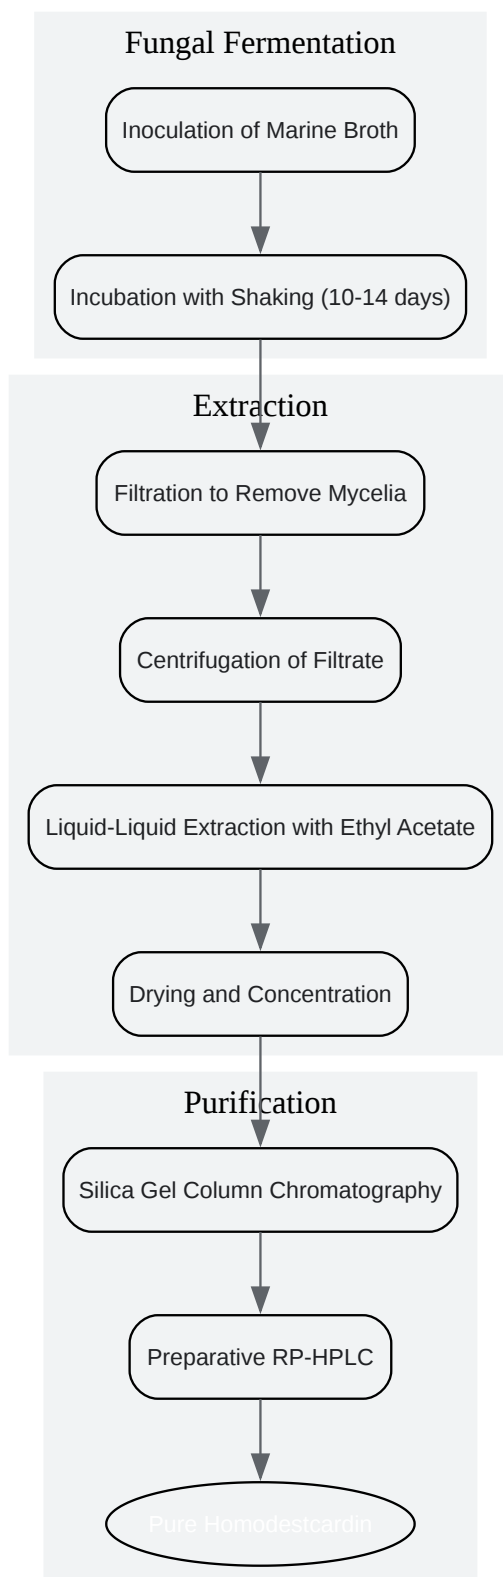 Fungal Fermentation
Inoculation of Marine Broth
Incubation with Shaking (10-14 days)
Extraction
Filtration to Remove Mycelia
Centrifugation of Filtrate
Liquid-Liquid Extraction with Ethyl Acetate
Drying and Concentration
Purification
Silica Gel Column Chromatography
Preparative RP-HPLC
Pure Homodestcardin